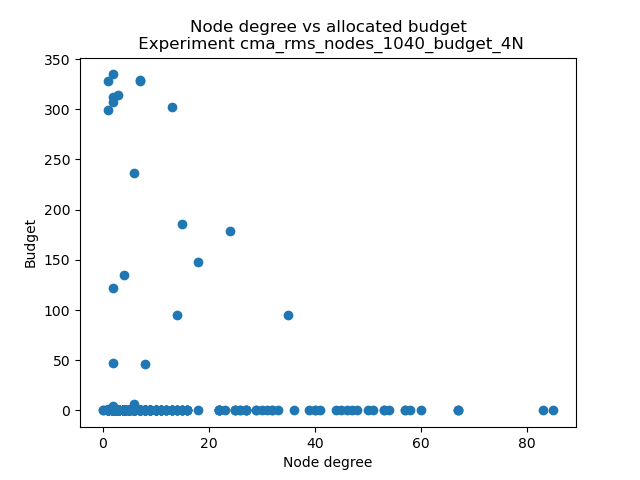 Node degree vs allocated budget
Experiment cma_rms_nodes_1040_budget_4N
350
300
250
200
150
100
50
0
Budget
0 20 40 60 80
Node degree